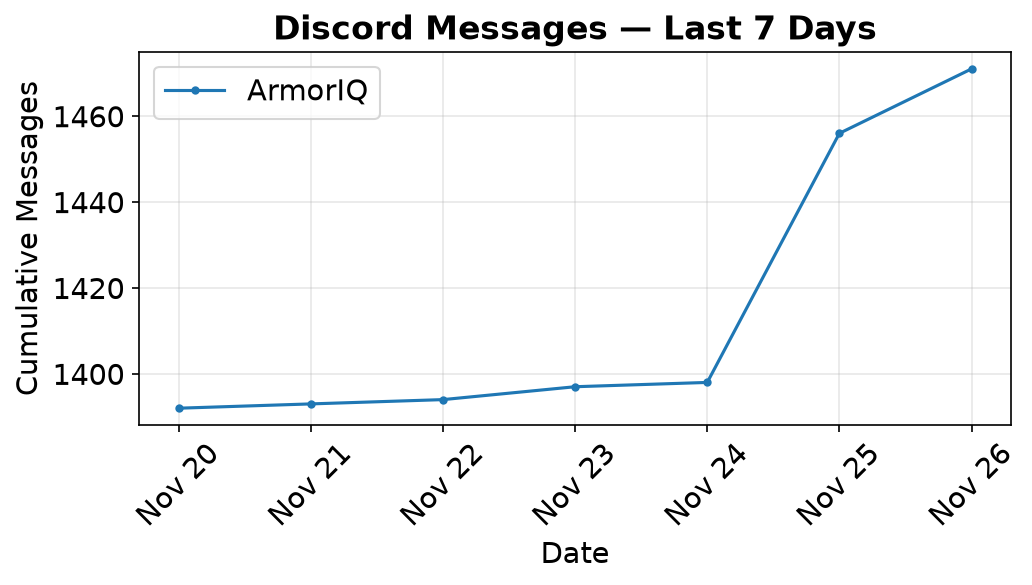 Discord Messages — Last 7 Days
ArmorIQ
Cumulative Messages
1460
1440
1420
1400
Nov 20
Nov 21
Nov 22
Nov 23
Nov 24
Nov 25
Nov 26
Date